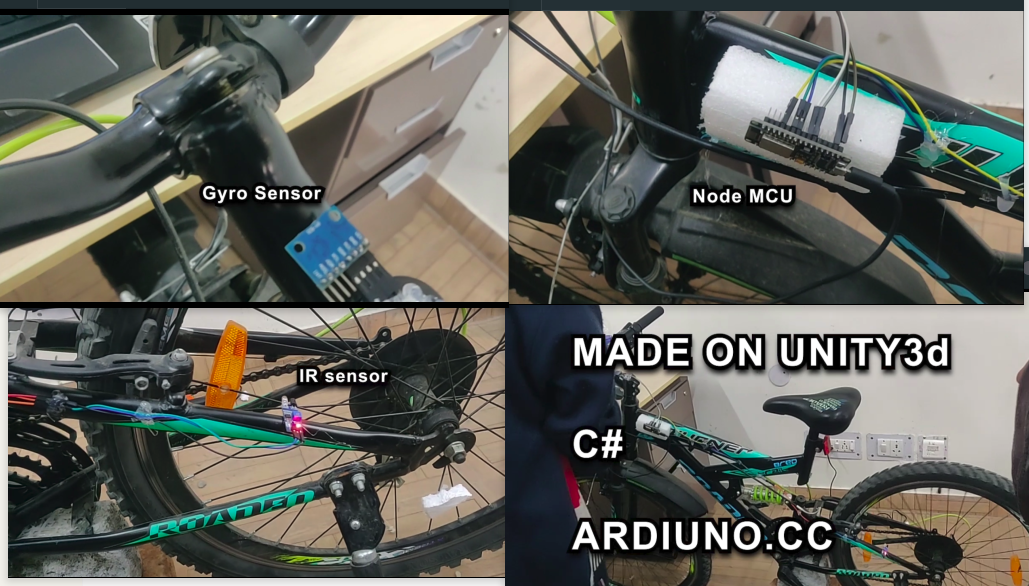 Gyro Sensor
Node MCU
IR sensor
ROADEO
MADE ON UNITY3d
C#
ARDIUNO.CC